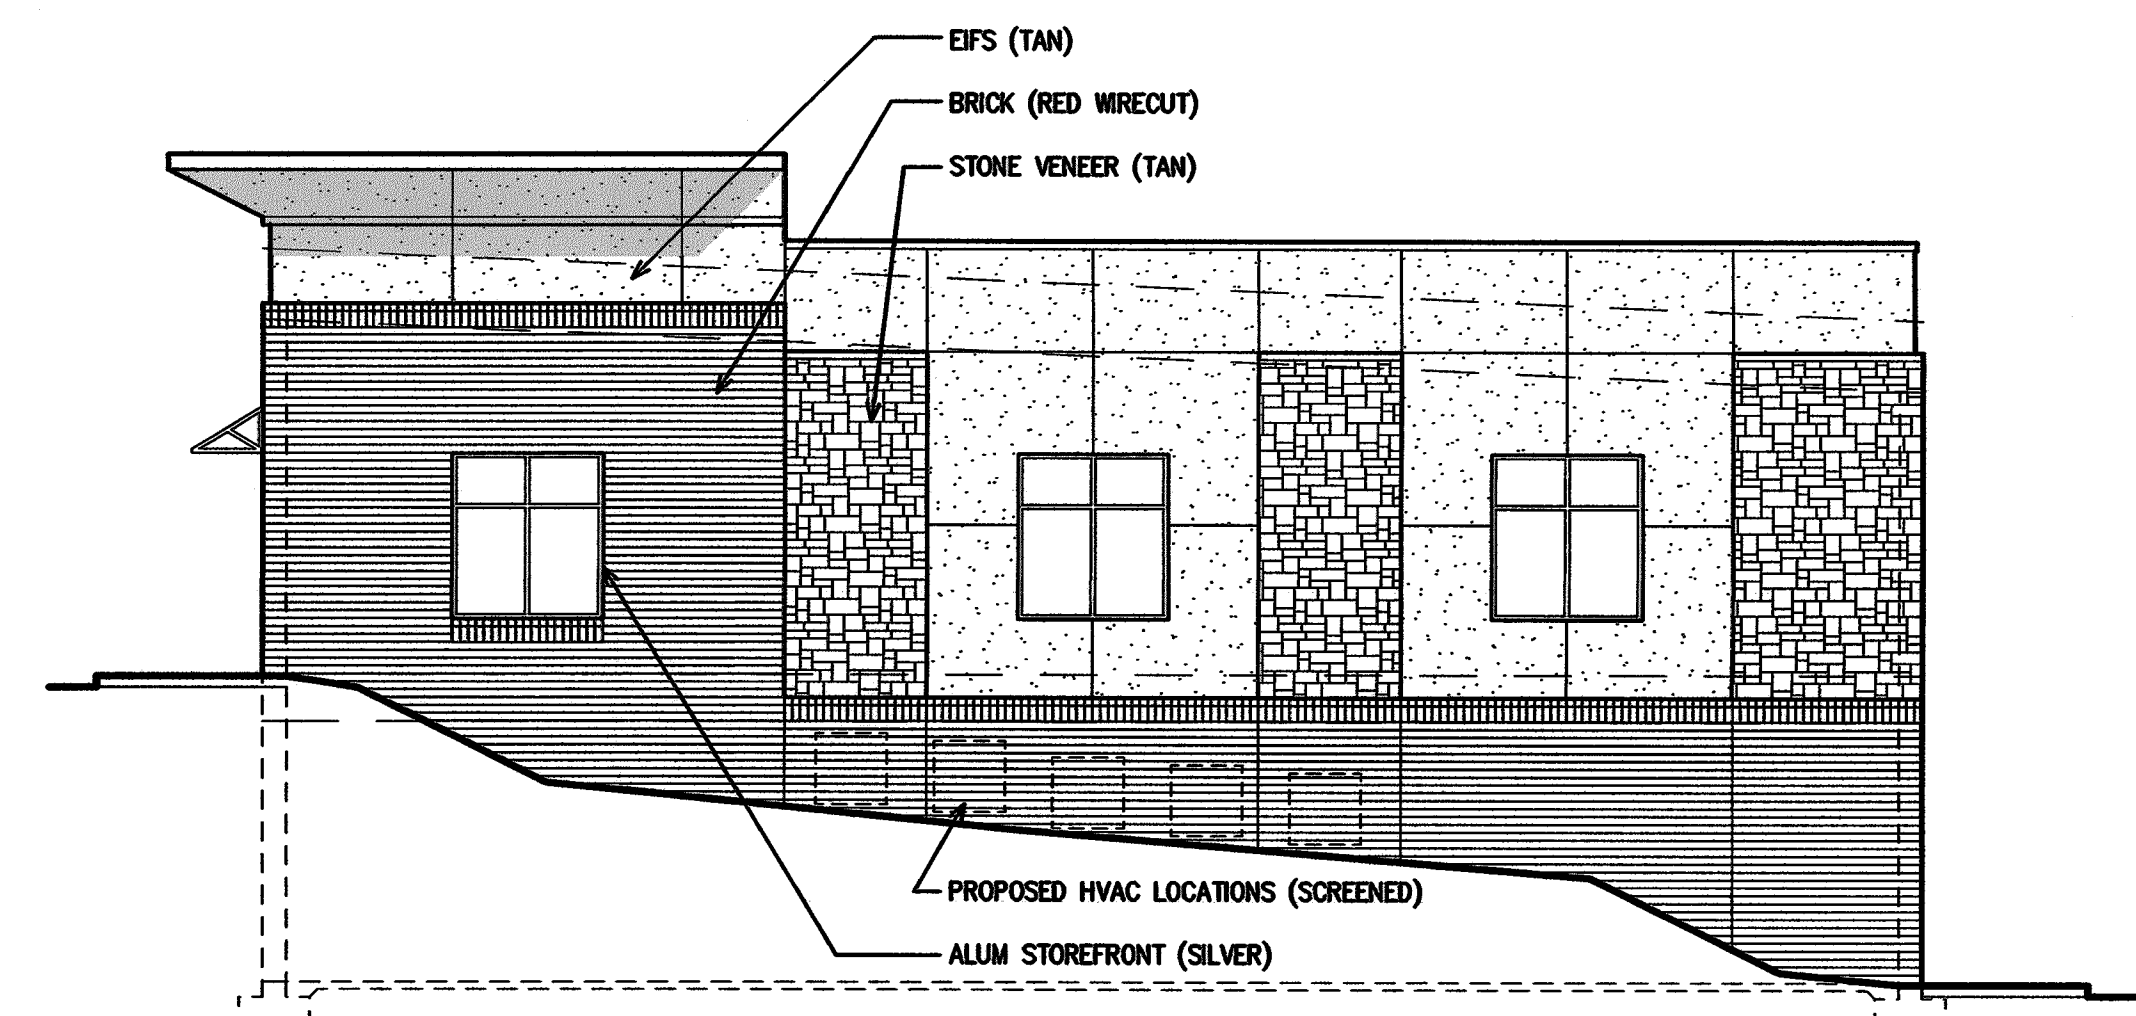 EIFS (TAN)
BRICK (RED WIRECUT)
STONE VENEER (TAN)
PROPOSED HVAC LOCATIONS (SCREENED)
ALUM STOREFRONT (SILVER)